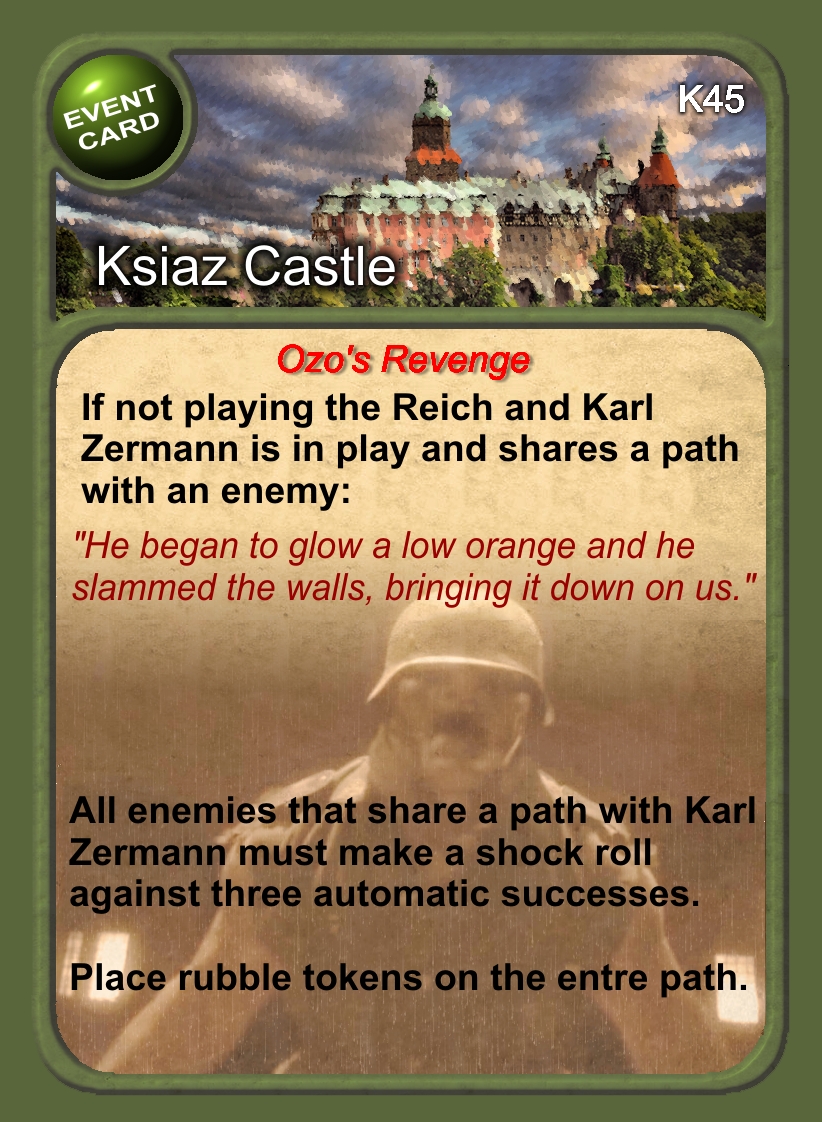 EVENT
CARD
K45
Ksiaz Castle
Ozo's Revenge
If not playing the Reich and Karl
Zermann is in play and shares a path
with an enemy:
"He began to glow a low orange and he
slammed the walls, bringing it down on us."
All enemies that share a path with Karl
Zermann must make a shock roll
against three automatic successes.
Place rubble tokens on the entre path.